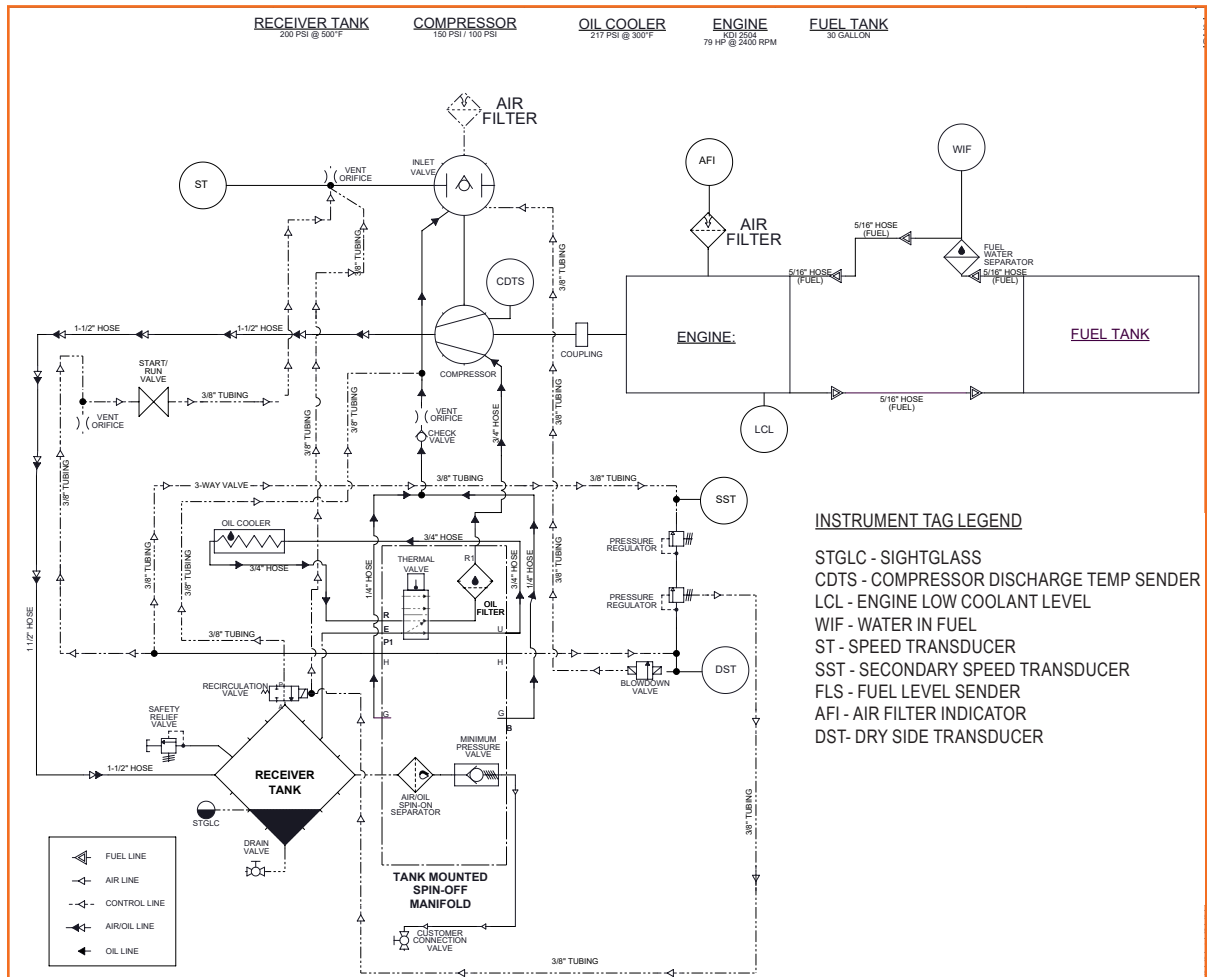 RECEIVER TANK
200 PSI @ 500°F
COMPRESSOR
150 PSI / 100 PSI
OIL COOLER
217 PSI @ 300°F
ENGINE
KDI 2504
79 HP @ 2400 RPM
FUEL TANK
30 GALLON
AIR
FILTER
ST
VENT
ORIFICE
INLET
VALVE
AFI
WIF
AIR
FILTER
5/16" HOSE
(FUEL)
FUEL
WATER
SEPARATOR
5/16" HOSE
(FUEL)
5/16" HOSE
(FUEL)
3/8" TUBING
3/8" TUBING
CDTS
1-1/2" HOSE
1-1/2" HOSE
COUPLING
ENGINE:
FUEL TANK
COMPRESSOR
START/
RUN
VALVE
3/8" TUBING
VENT
ORIFICE
5/16" HOSE
(FUEL)
LCL
VENT
ORIFICE
CHECK
VALVE
3/4" HOSE
3/8" TUBING
3/8" TUBING
3/8" TUBING
3/8" TUBING
3-WAY VALVE
3/8" TUBING
3/8" TUBING
SST
OIL COOLER
3/4" HOSE
3/4" HOSE
THERMAL
VALVE
R1
OIL
FILTER
PRESSURE
REGULATOR
PRESSURE
REGULATOR
3/8" TUBING
3/8" TUBING
1/4" HOSE
3/4" HOSE
1/4" HOSE
3/8" TUBING
R
E
P1
H
U
H
3/8" TUBING
DST
BLOWDOWN
VALVE
RECIRCULATION
VALVE
P
A
G
G
B
1 1/2" HOSE
SAFETY
RELIEF
VALVE
1-1/2" HOSE
RECEIVER
TANK
MINIMUM
PRESSURE
VALVE
AIR/OIL
SPIN-ON
SEPARATOR
STGLC
DRAIN
VALVE
3/8" TUBING
TANK MOUNTED
SPIN-OFF
MANIFOLD
CUSTOMER
CONNECTION
VALVE
3/8" TUBING
FUEL LINE
AIR LINE
CONTROL LINE
AIR/OIL LINE
OIL LINE
INSTRUMENT TAG LEGEND
STGLC - SIGHTGLASS
CDTS - COMPRESSOR DISCHARGE TEMP SENDER
LCL - ENGINE LOW COOLANT LEVEL
WIF - WATER IN FUEL
ST - SPEED TRANSDUCER
SST - SECONDARY SPEED TRANSDUCER
FLS - FUEL LEVEL SENDER
AFI - AIR FILTER INDICATOR
DST- DRY SIDE TRANSDUCER